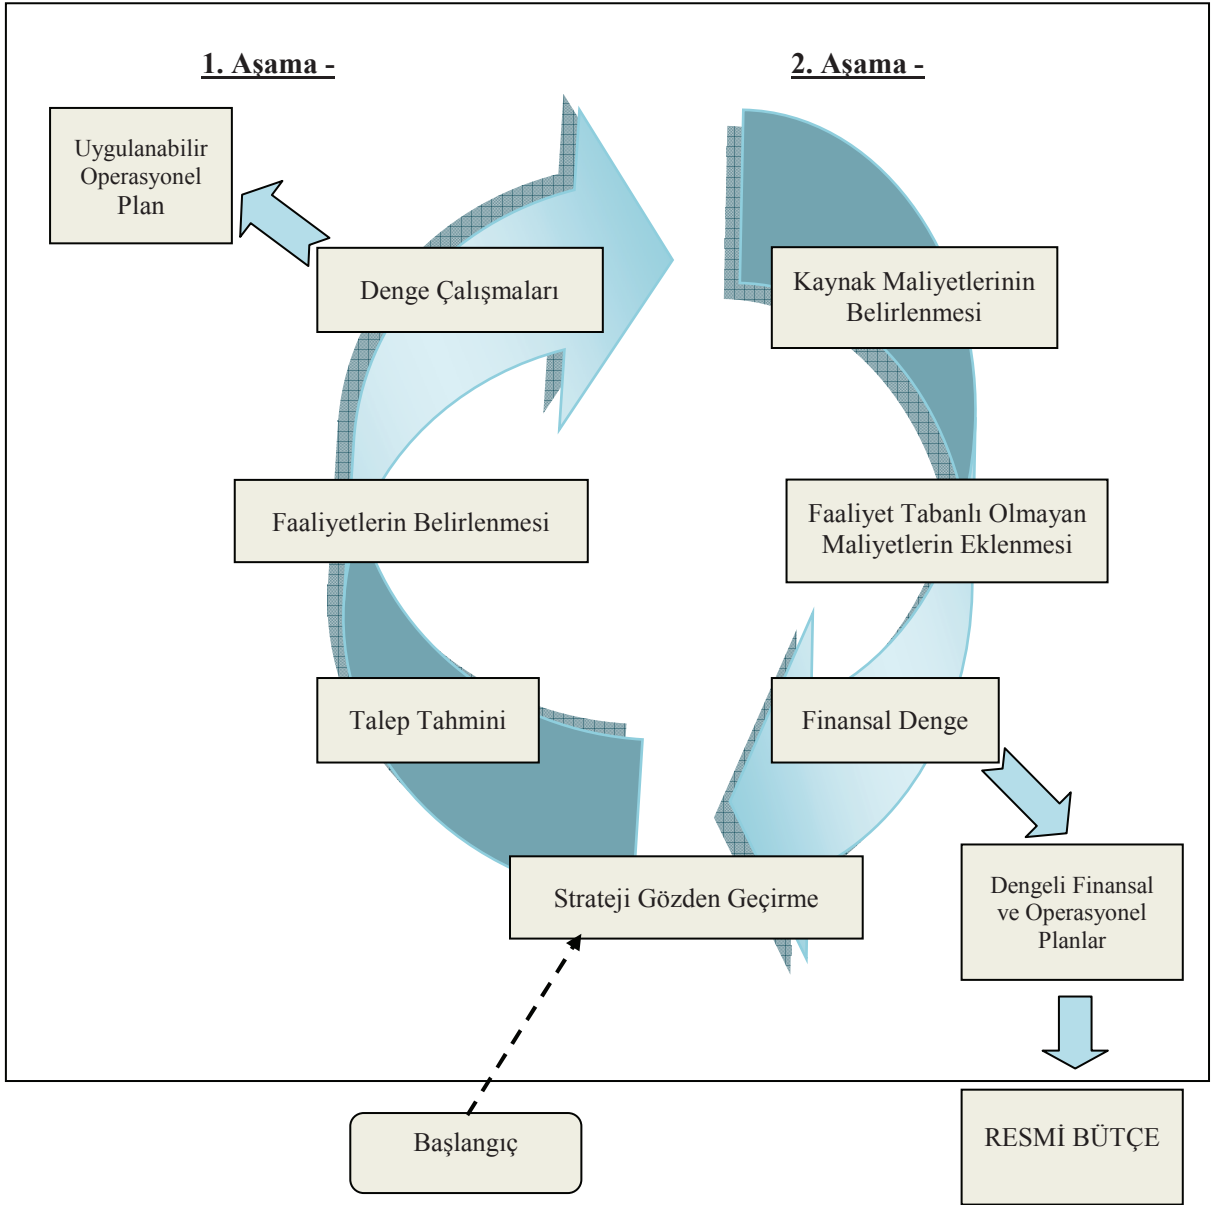 1. Aşama -
2. Aşama -
Uygulanabilir
Operasyonel
Plan
Denge Çalışmaları
Kaynak Maliyetlerinin
Belirlenmesi
Faaliyetlerin Belirlenmesi
Faaliyet Tabanlı Olmayan
Maliyetlerin Eklenmesi
Talep Tahmini
Finansal Denge
Strateji Gözden Geçirme
Dengeli Finansal
ve Operasyonel
Planlar
Başlangıç
RESMİ BÜTÇE